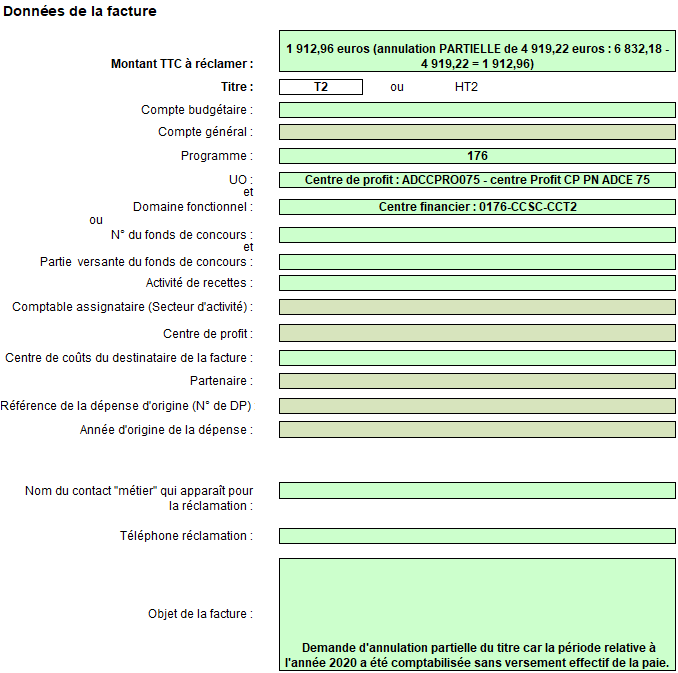 Données de la facture
Montant TTC à réclamer : 1 912,96 euros (annulation PARTIELLE de 4 919,22 euros : 6 832,18 -
4 919,22 = 1 912,96)
Titre : T2 ou HT2
Compte budgétaire :
Compte général :
Programme : 176
UO : Centre de profit : ADCCPRO075 - centre Profit CP PN ADCE 75
et
Domaine fonctionnel : Centre financier : 0176-CCSC-CCT2
ou
N° du fonds de concours :
et
Partie versante du fonds de concours :
Activité de recettes :
Comptable assignataire (Secteur d'activité) :
Centre de profit :
Centre de coûts du destinataire de la facture :
Partenaire :
Référence de la dépense d'origine (N° de DP)
Année d'origine de la dépense :
Nom du contact "métier" qui apparaît pour
la réclamation :
Téléphone réclamation :
Objet de la facture :
Demande d'annulation partielle du titre car la période relative à
l'année 2020 a été comptabilisée sans versement effectif de la paie.